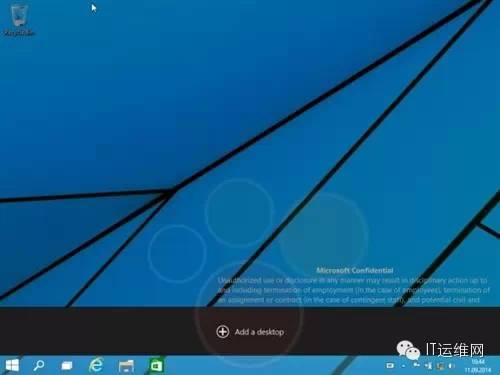 Recycle Bin
Microsoft Confidential
Unauthorized use or disclosure in any manner may result in disciplinary action up to
and including termination of employment (in the case of employees), termination of
an assignment or contract (in the case of contingent staff), and potential civil and
Add a desktop
IT运维网
10:44
11.09.2014